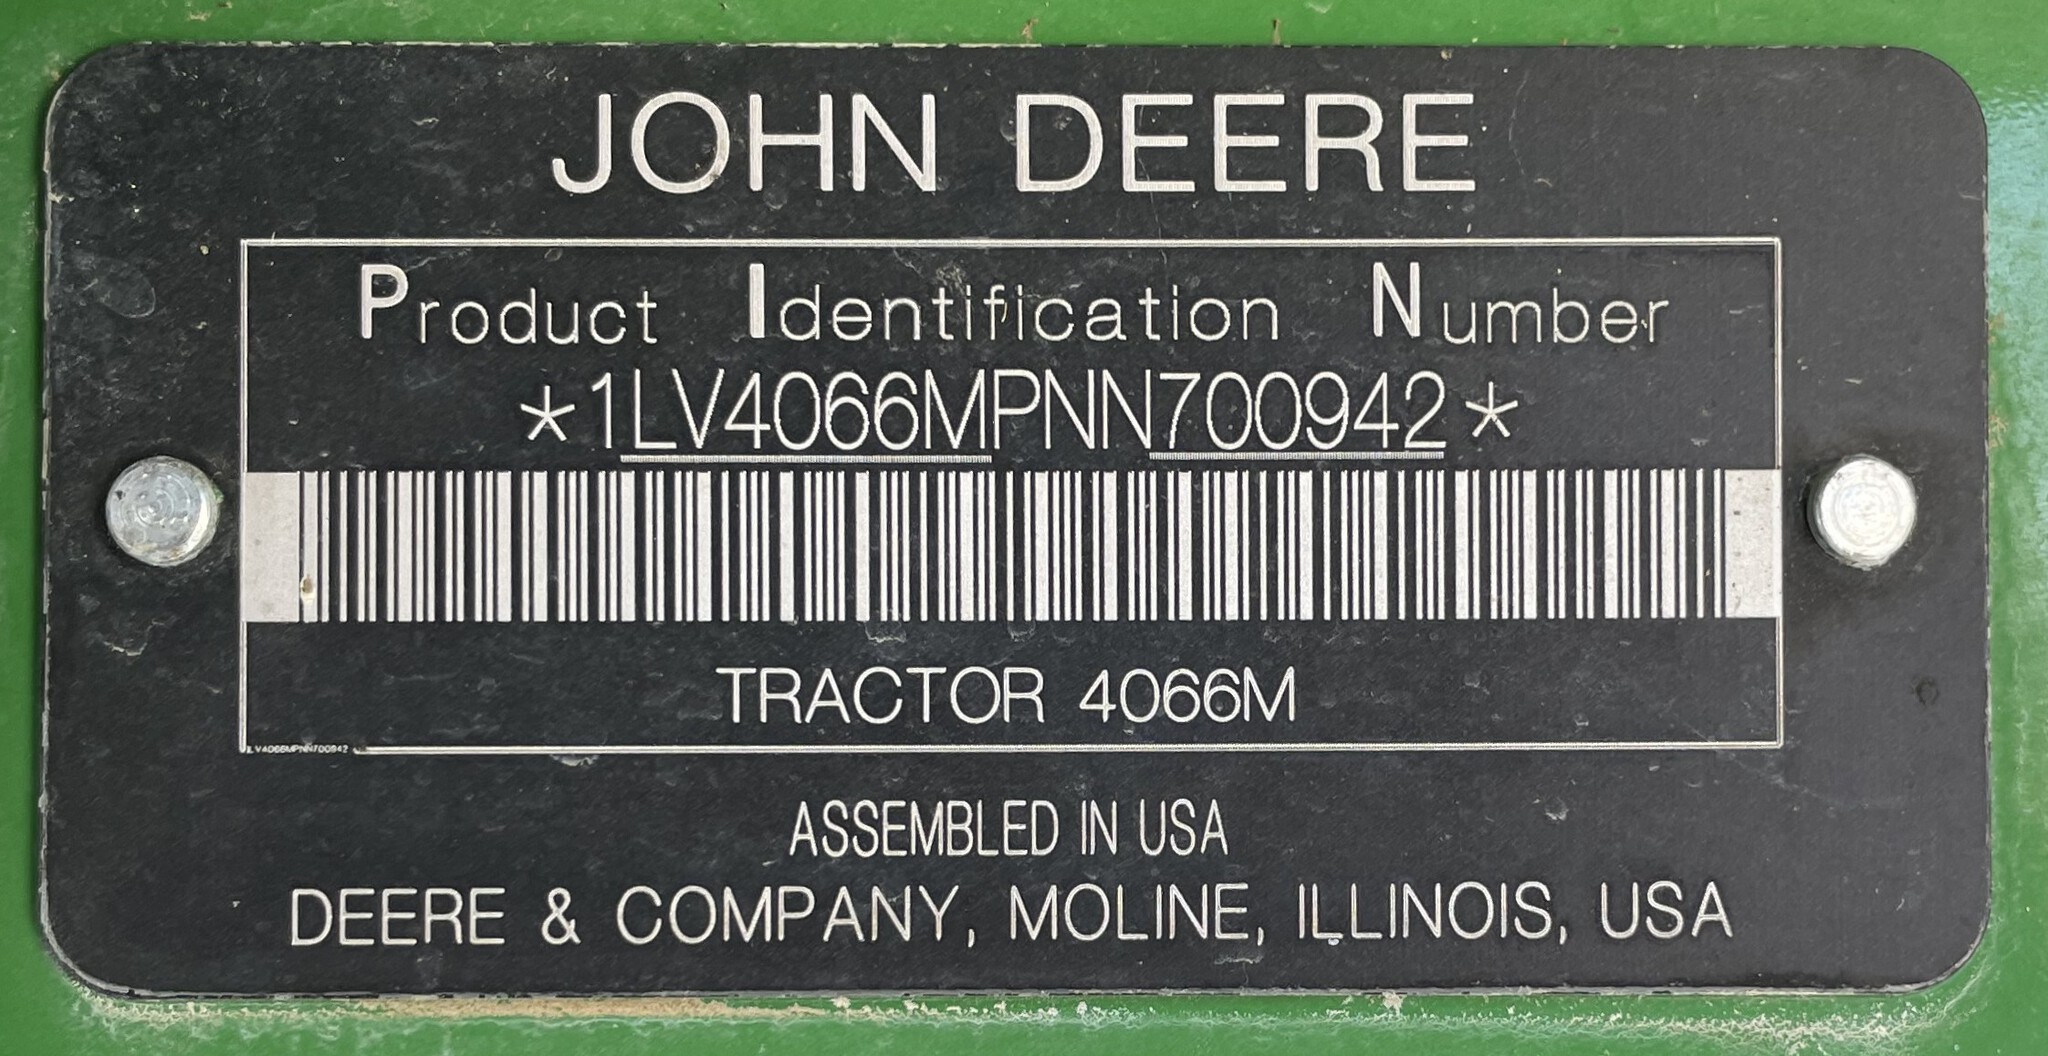 JOHN DEERE
Product Identification Number
*1LV4066MPNN700942*
TRACTOR 4066M
1LV4066MPNN700942
ASSEMBLED IN USA
DEERE & COMPANY, MOLINE, ILLINOIS, USA